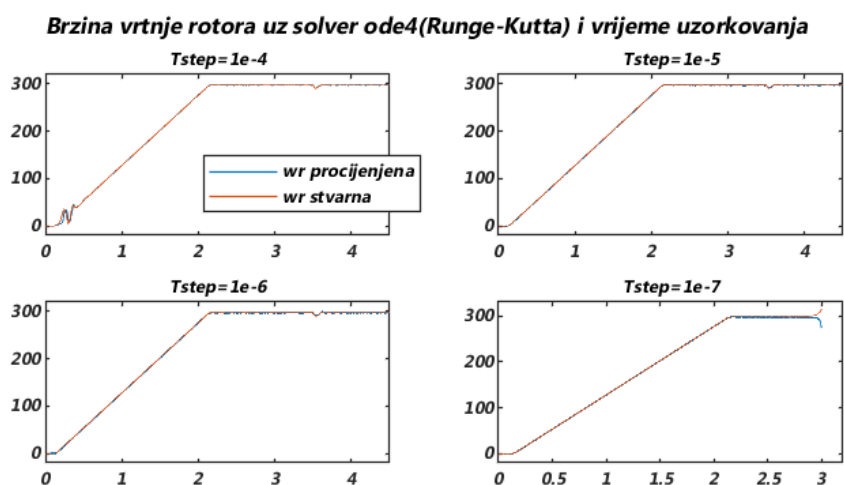 Brzina vrtnje rotora uz solver ode4(Runge-Kutta) i vrijeme uzorkovanja
Tstep=1e-4
300
200
100
0
0 1 2 3 4
wr procijenjena
wr stvarna
Tstep=1e-5
300
200
100
0
0 1 2 3 4
Tstep=1e-6
300
200
100
0
0 1 2 3 4
Tstep=1e-7
300
200
100
0
0 0.5 1 1.5 2 2.5 3